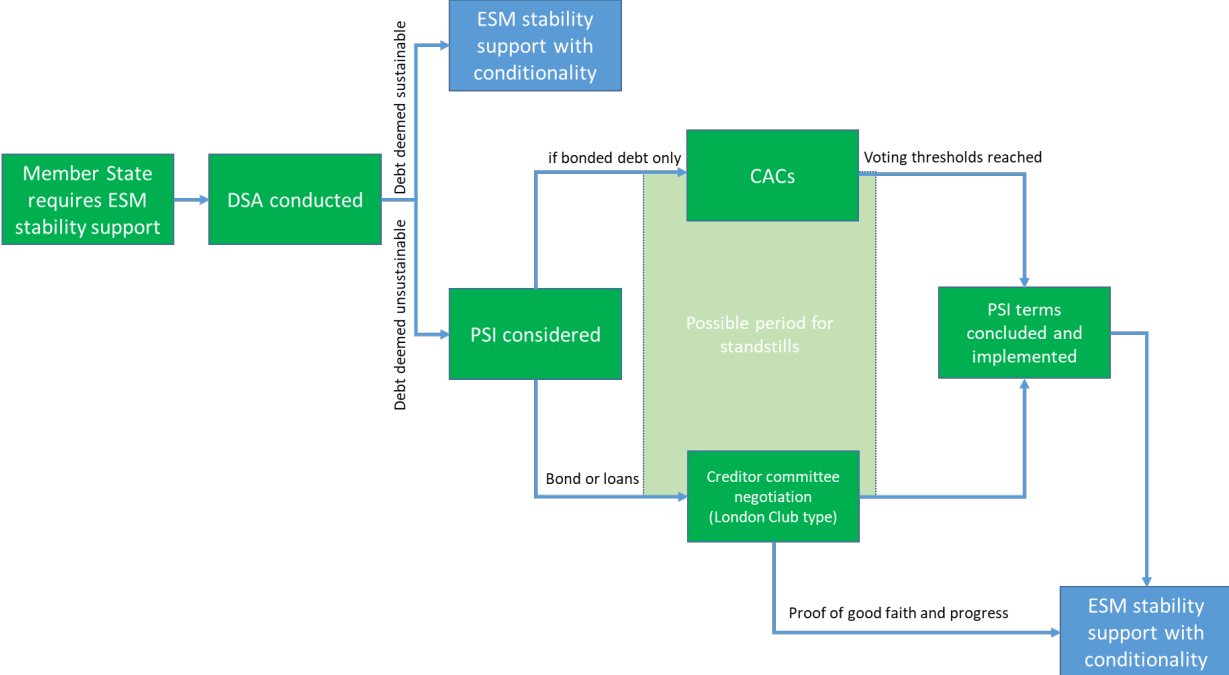 ESM stability
support with
conditionality
Debt deemed sustainable
Member State
requires ESM
stability support
DSA conducted
if bonded debt only
CACs
Voting thresholds reached
Debt deemed unsustainable
PSI considered
Possible period for
standstills
PSI terms
concluded and
implemented
Bond or loans
Creditor committee
negotiation
(London Club type)
Proof of good faith and progress
ESM stability
support with
conditionality